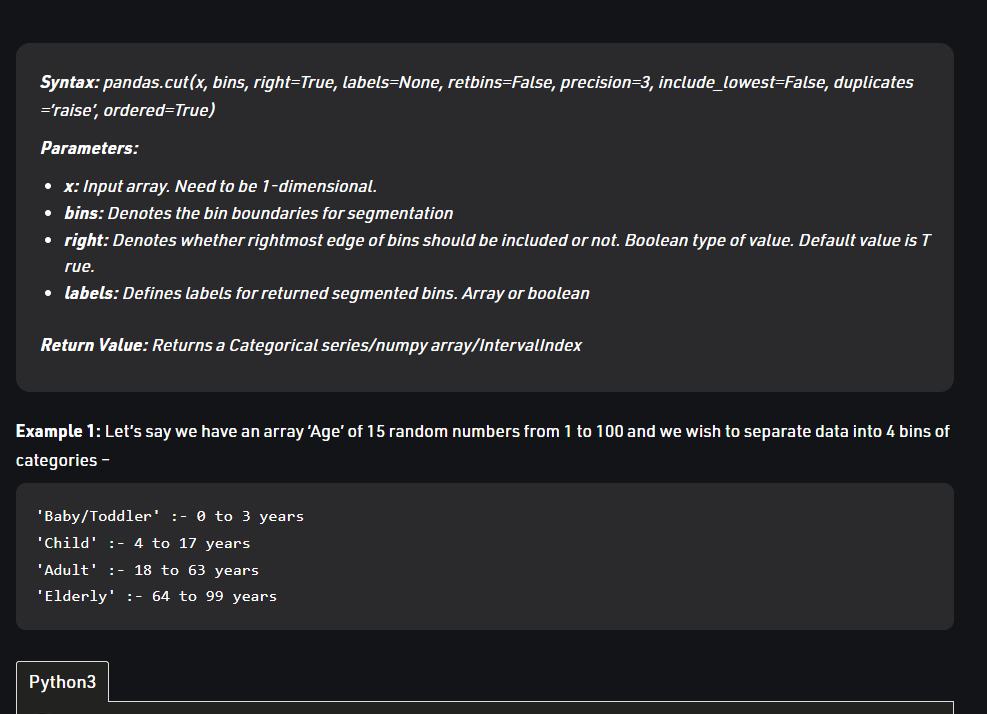 Syntax: pandas.cut(x, bins, right=True, labels=None, retbins=False, precision=3, include_lowest=False, duplicates
='raise', ordered=True)
Parameters:
• x: Input array. Need to be 1-dimensional.
• bins: Denotes the bin boundaries for segmentation
• right: Denotes whether rightmost edge of bins should be included or not. Boolean type of value. Default value is T
rue.
• labels: Defines labels for returned segmented bins. Array or boolean
Return Value: Returns a Categorical series/numpy array/IntervalIndex
Example 1: Let's say we have an array 'Age' of 15 random numbers from 1 to 100 and we wish to separate data into 4 bins of
categories –
'Baby/Toddler' :- 0 to 3 years
'Child' :- 4 to 17 years
'Adult' :- 18 to 63 years
'Elderly' :- 64 to 99 years
Python3